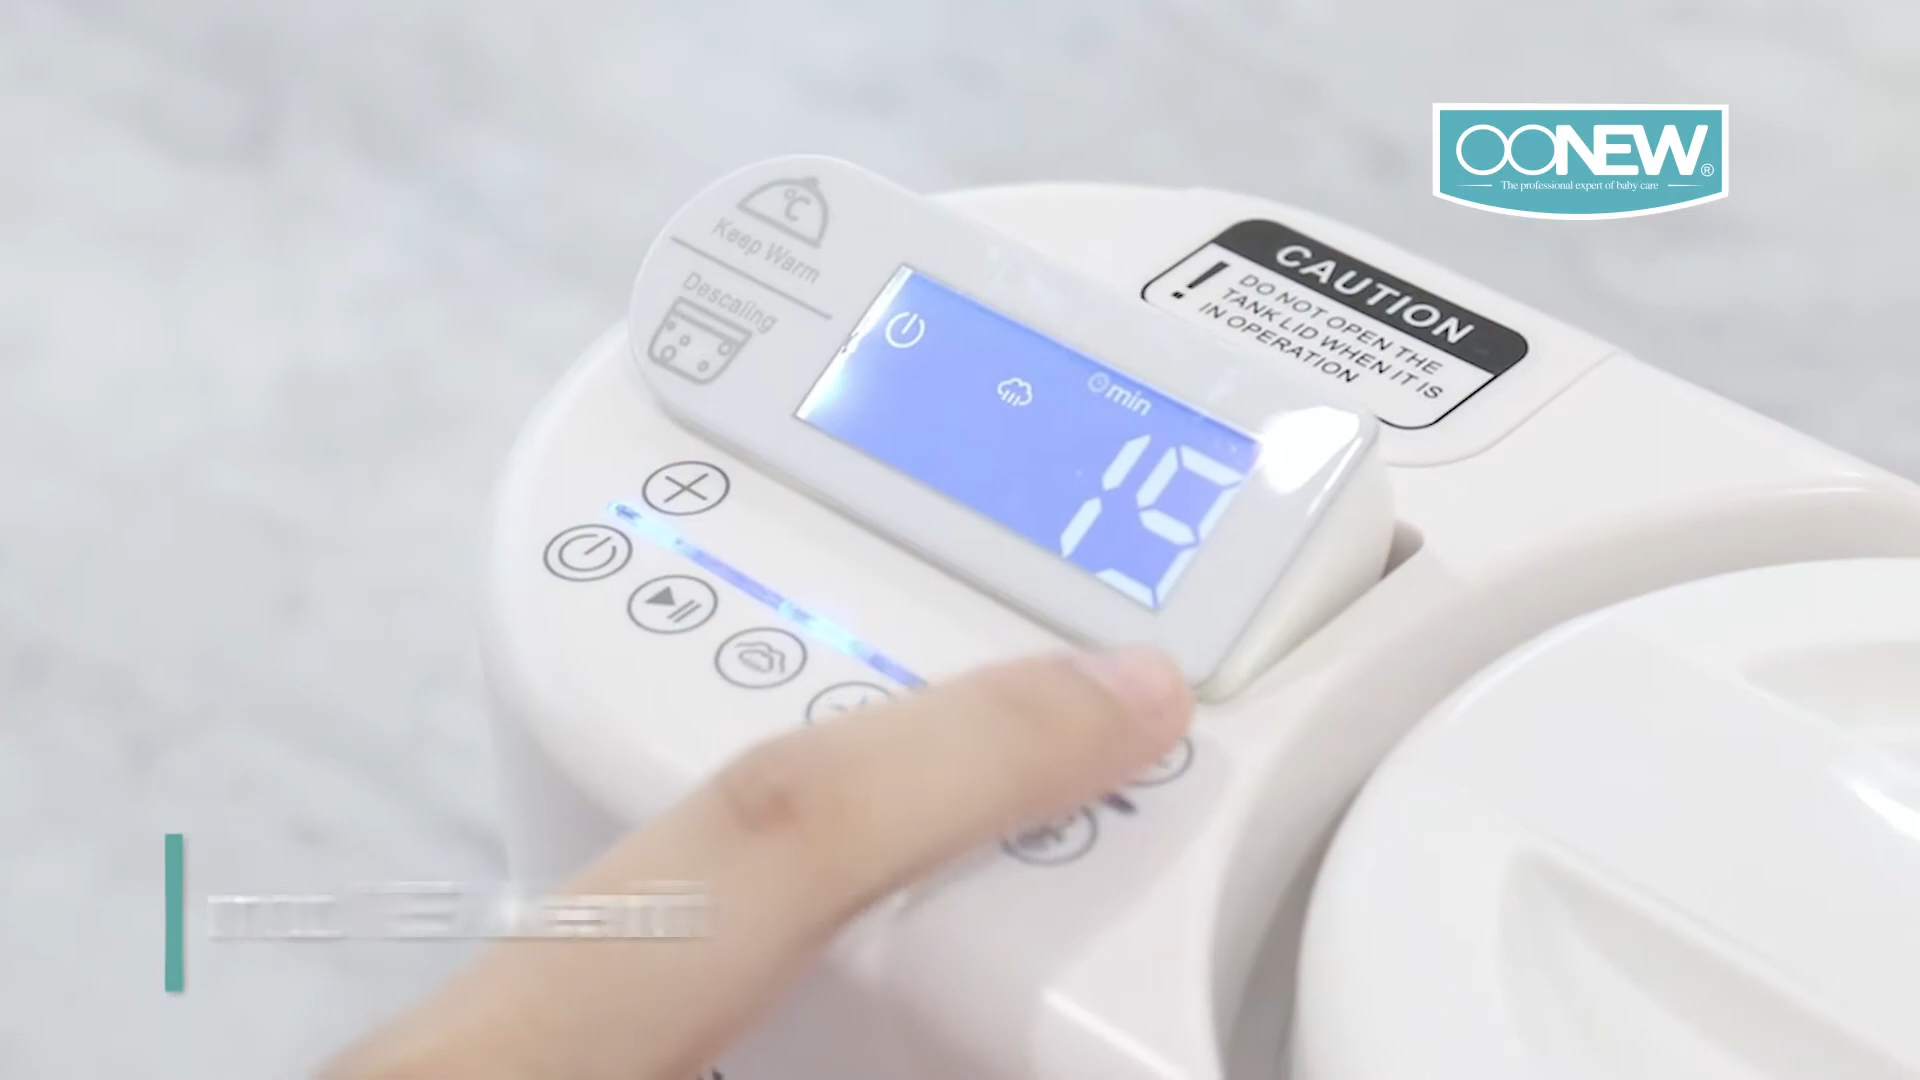 OONEW®
The professional expert of baby care
°C
Keep Warm
Descaling
CAUTION
! DO NOT OPEN THE
TANK LID WHEN IT IS
IN OPERATION
min
15